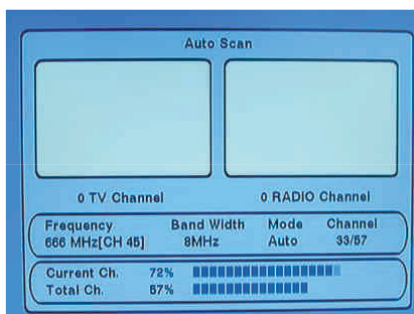 Auto Scan
0 TV Channel 0 RADIO Channel
Frequency Band Width Mode Channel
666 MHz[CH 45] 8MHz Auto 33/57
Current Ch. 72%
Total Ch. 57%